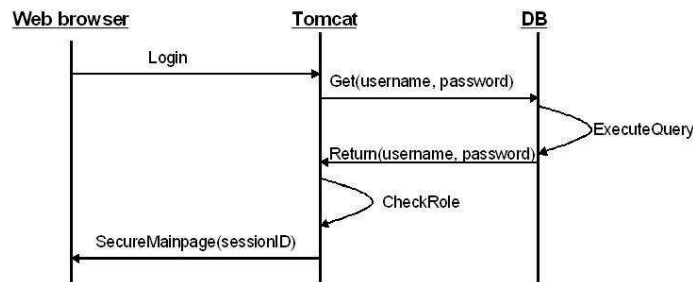 Web browser
Tomcat
DB
Login
Get(username, password)
ExecuteQuery
Return(username, password)
CheckRole
SecureMainpage(sessionID)